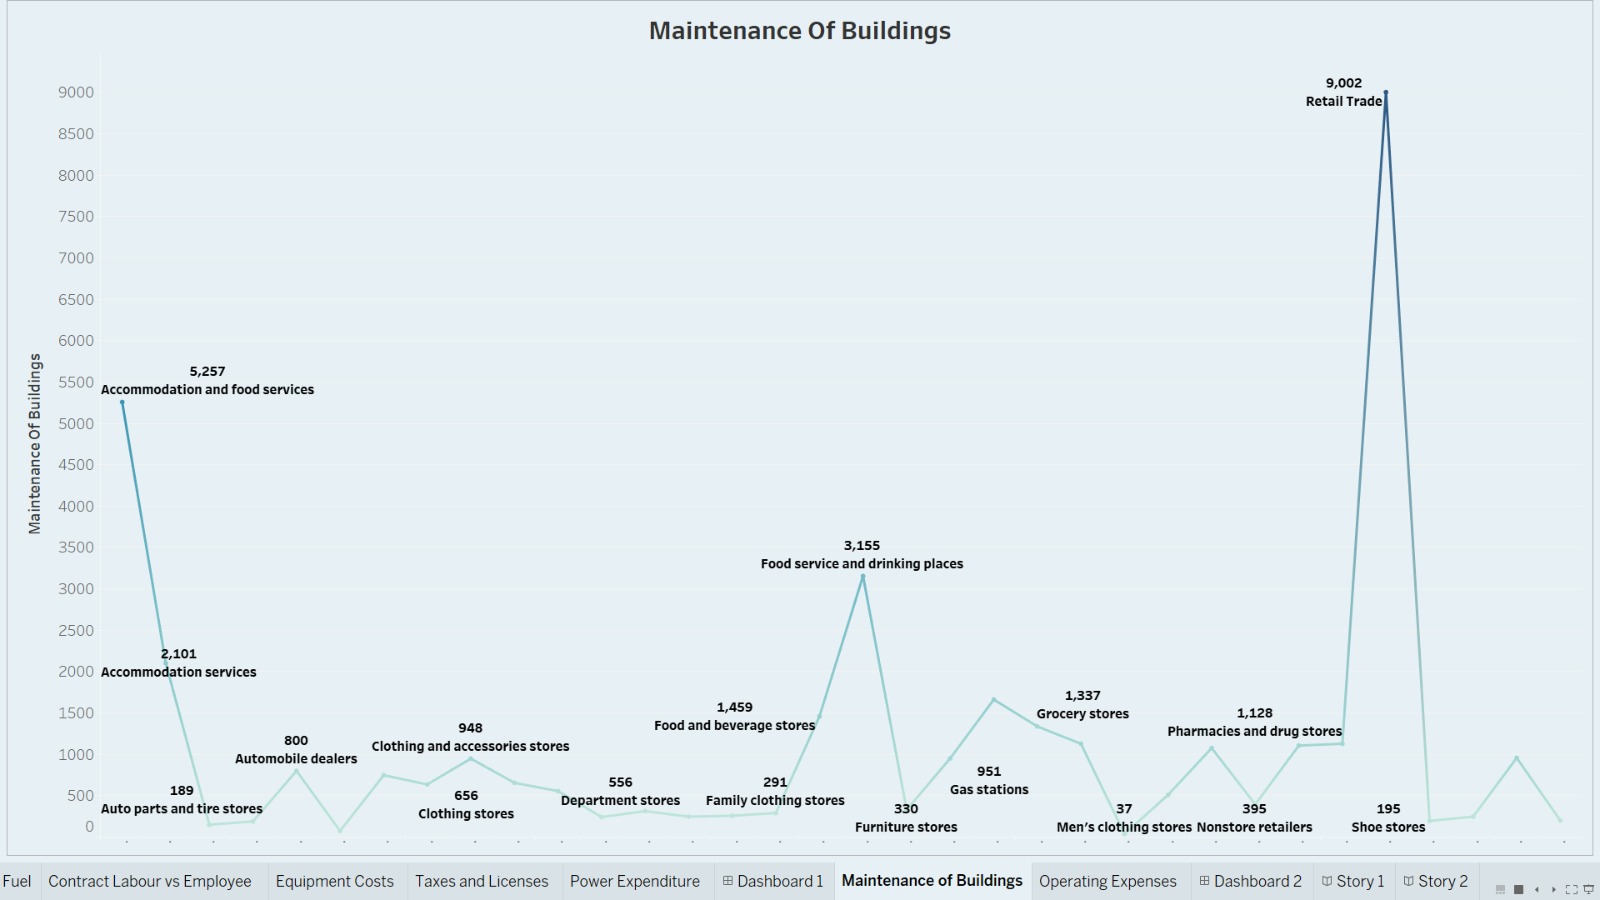 Maintenance Of Buildings
Maintenance Of Buildings
9000
8500
8000
7500
7000
6500
6000
5500
5000
4500
4000
3500
3000
2500
2000
1500
1000
500
0
5,257
Accommodation and food services
2,101
Accommodation services
189
Auto parts and tire stores
800
Automobile dealers
948
Clothing and accessories stores
656
Clothing stores
556
Department stores
1,459
Food and beverage stores
291
Family clothing stores
3,155
Food service and drinking places
330
Furniture stores
951
Gas stations
1,337
Grocery stores
37
Men's clothing stores
1,128
Pharmacies and drug stores
395
Nonstore retailers
9,002
Retail Trade
195
Shoe stores
Fuel Contract Labour vs Employee Equipment Costs Taxes and Licenses Power Expenditure Dashboard 1 Maintenance of Buildings Operating Expenses Dashboard 2 Story 1 Story 2